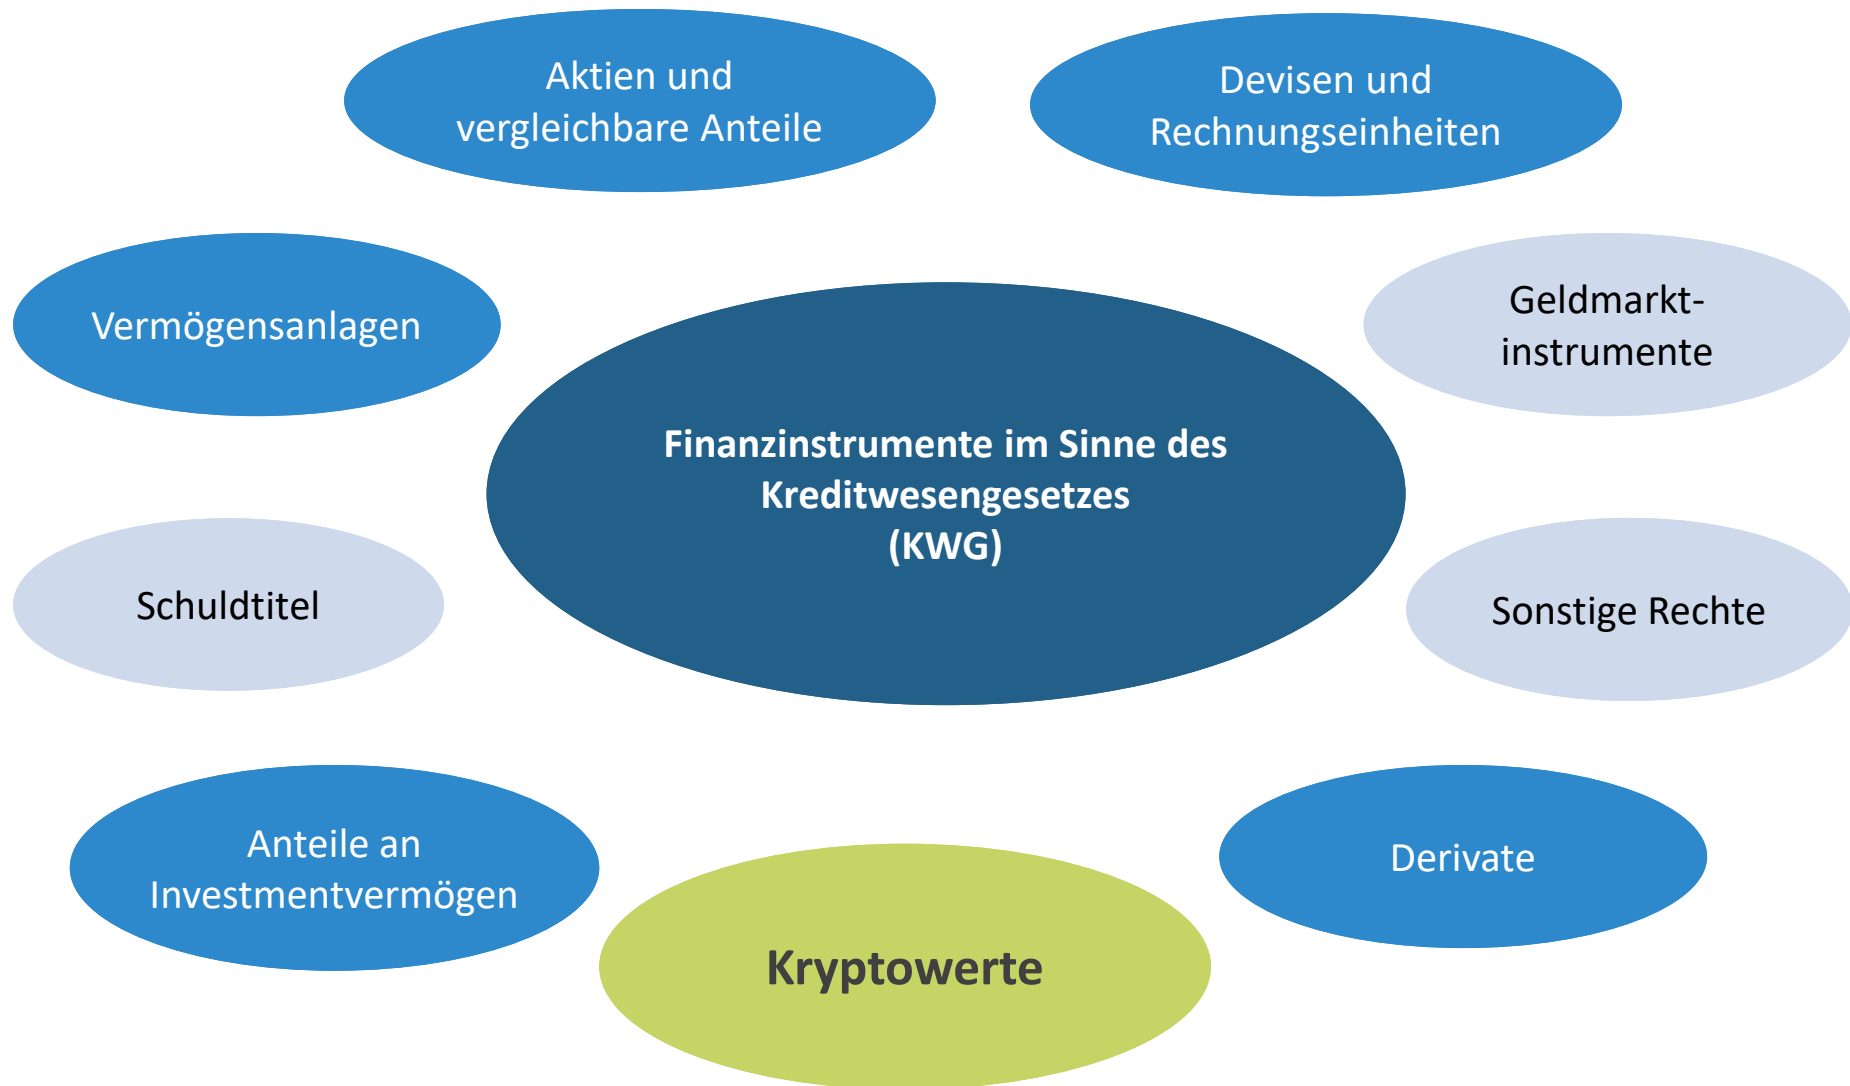 Aktien und
vergleichbare Anteile
Devisen und
Rechnungseinheiten
Vermögensanlagen
Geldmarkt-
instrumente
Finanzinstrumente im Sinne des
Kreditwesengesetzes
(KWG)
Schuldtitel
Sonstige Rechte
Anteile an
Investmentvermögen
Derivate
Kryptowerte